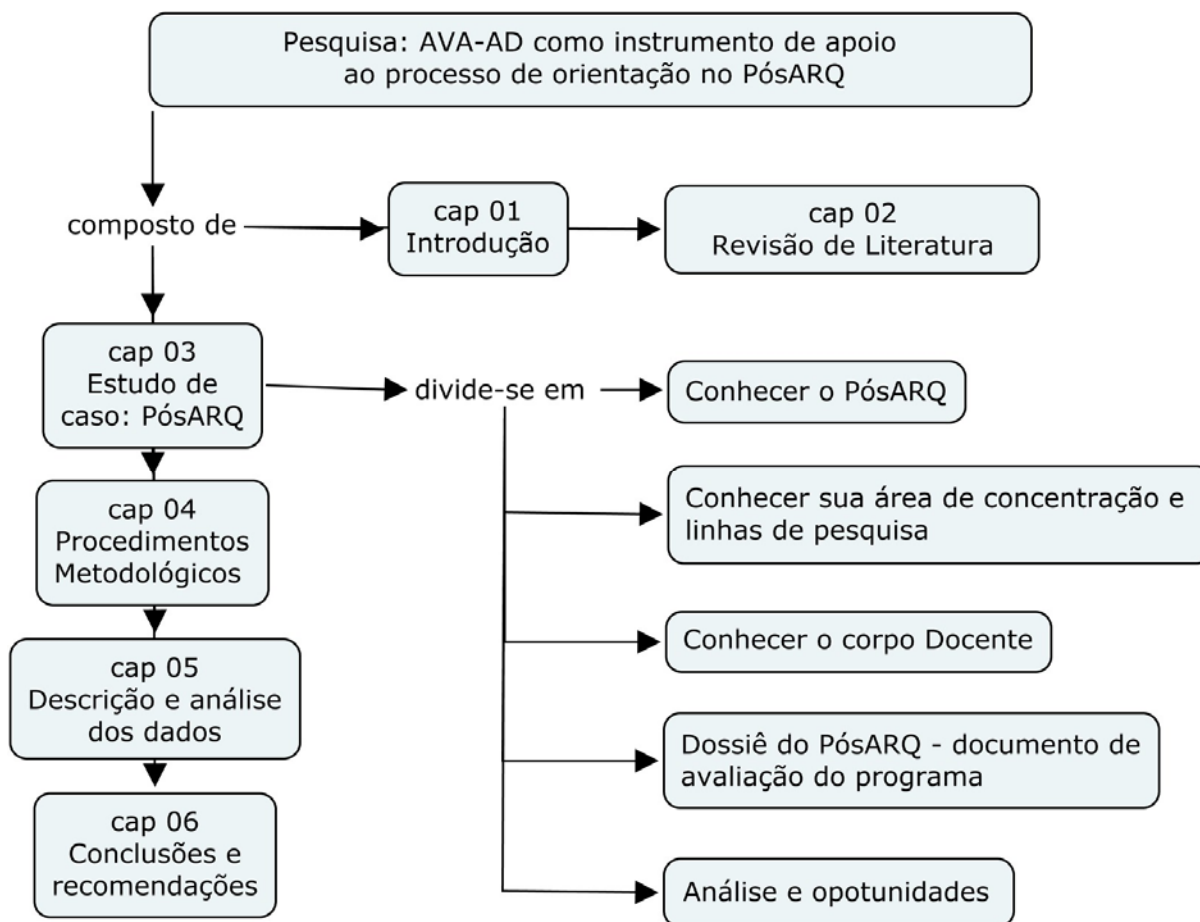 Pesquisa: AVA-AD como instrumento de apoio
ao processo de orientação no PósARQ
composto de
cap 01
Introdução
cap 02
Revisão de Literatura
cap 03
Estudo de
caso: PósARQ
divide-se em
Conhecer o PósARQ
Conhecer sua área de concentração e
linhas de pesquisa
Conhecer o corpo Docente
Dossiê do PósARQ - documento de
avaliação do programa
Análise e opotunidades
cap 04
Procedimentos
Metodológicos
cap 05
Descrição e análise
dos dados
cap 06
Conclusões e
recomendações